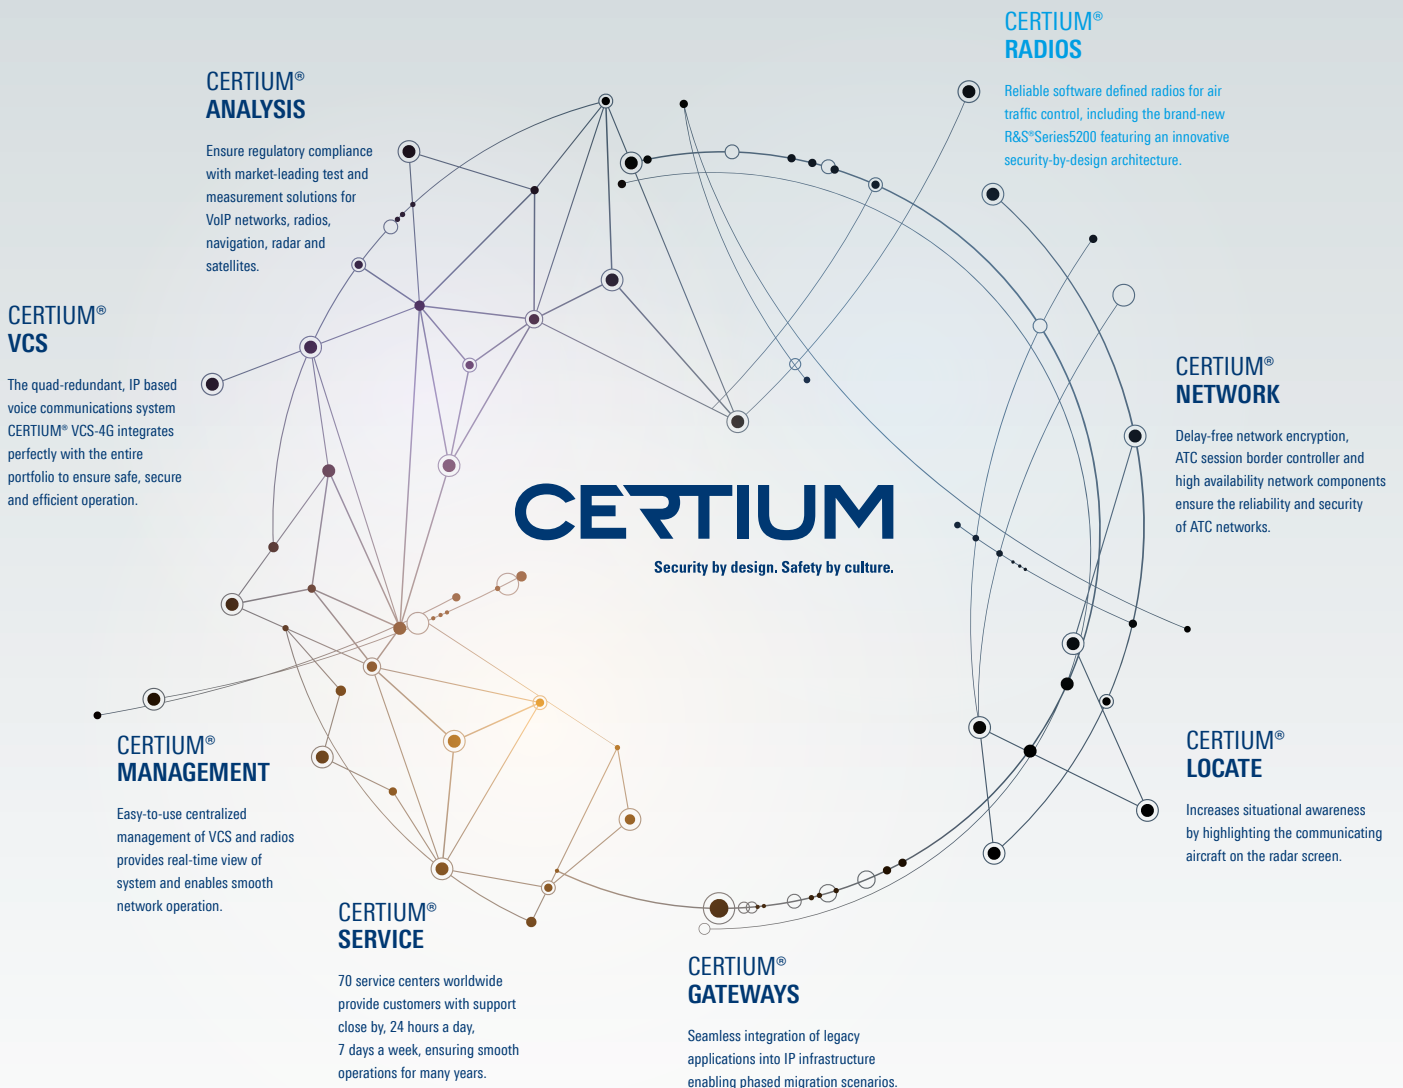 CERTIUM®
RADIOS
Reliable software defined radios for air
traffic control, including the brand-new
R&S®Series5200 featuring an innovative
security-by-design architecture.
CERTIUM®
ANALYSIS
Ensure regulatory compliance
with market-leading test and
measurement solutions for
VoIP networks, radios,
navigation, radar and
satellites.
CERTIUM®
VCS
The quad-redundant, IP based
voice communications system
CERTIUM® VCS-4G integrates
perfectly with the entire
portfolio to ensure safe, secure
and efficient operation.
CERTIUM®
NETWORK
Delay-free network encryption,
ATC session border controller and
high availability network components
ensure the reliability and security
of ATC networks.
CERTIUM
Security by design. Safety by culture.
CERTIUM®
MANAGEMENT
Easy-to-use centralized
management of VCS and radios
provides real-time view of
system and enables smooth
network operation.
CERTIUM®
LOCATE
Increases situational awareness
by highlighting the communicating
aircraft on the radar screen.
CERTIUM®
SERVICE
70 service centers worldwide
provide customers with support
close by, 24 hours a day,
7 days a week, ensuring smooth
operations for many years.
CERTIUM®
GATEWAYS
Seamless integration of legacy
applications into IP infrastructure
enabling phased migration scenarios.